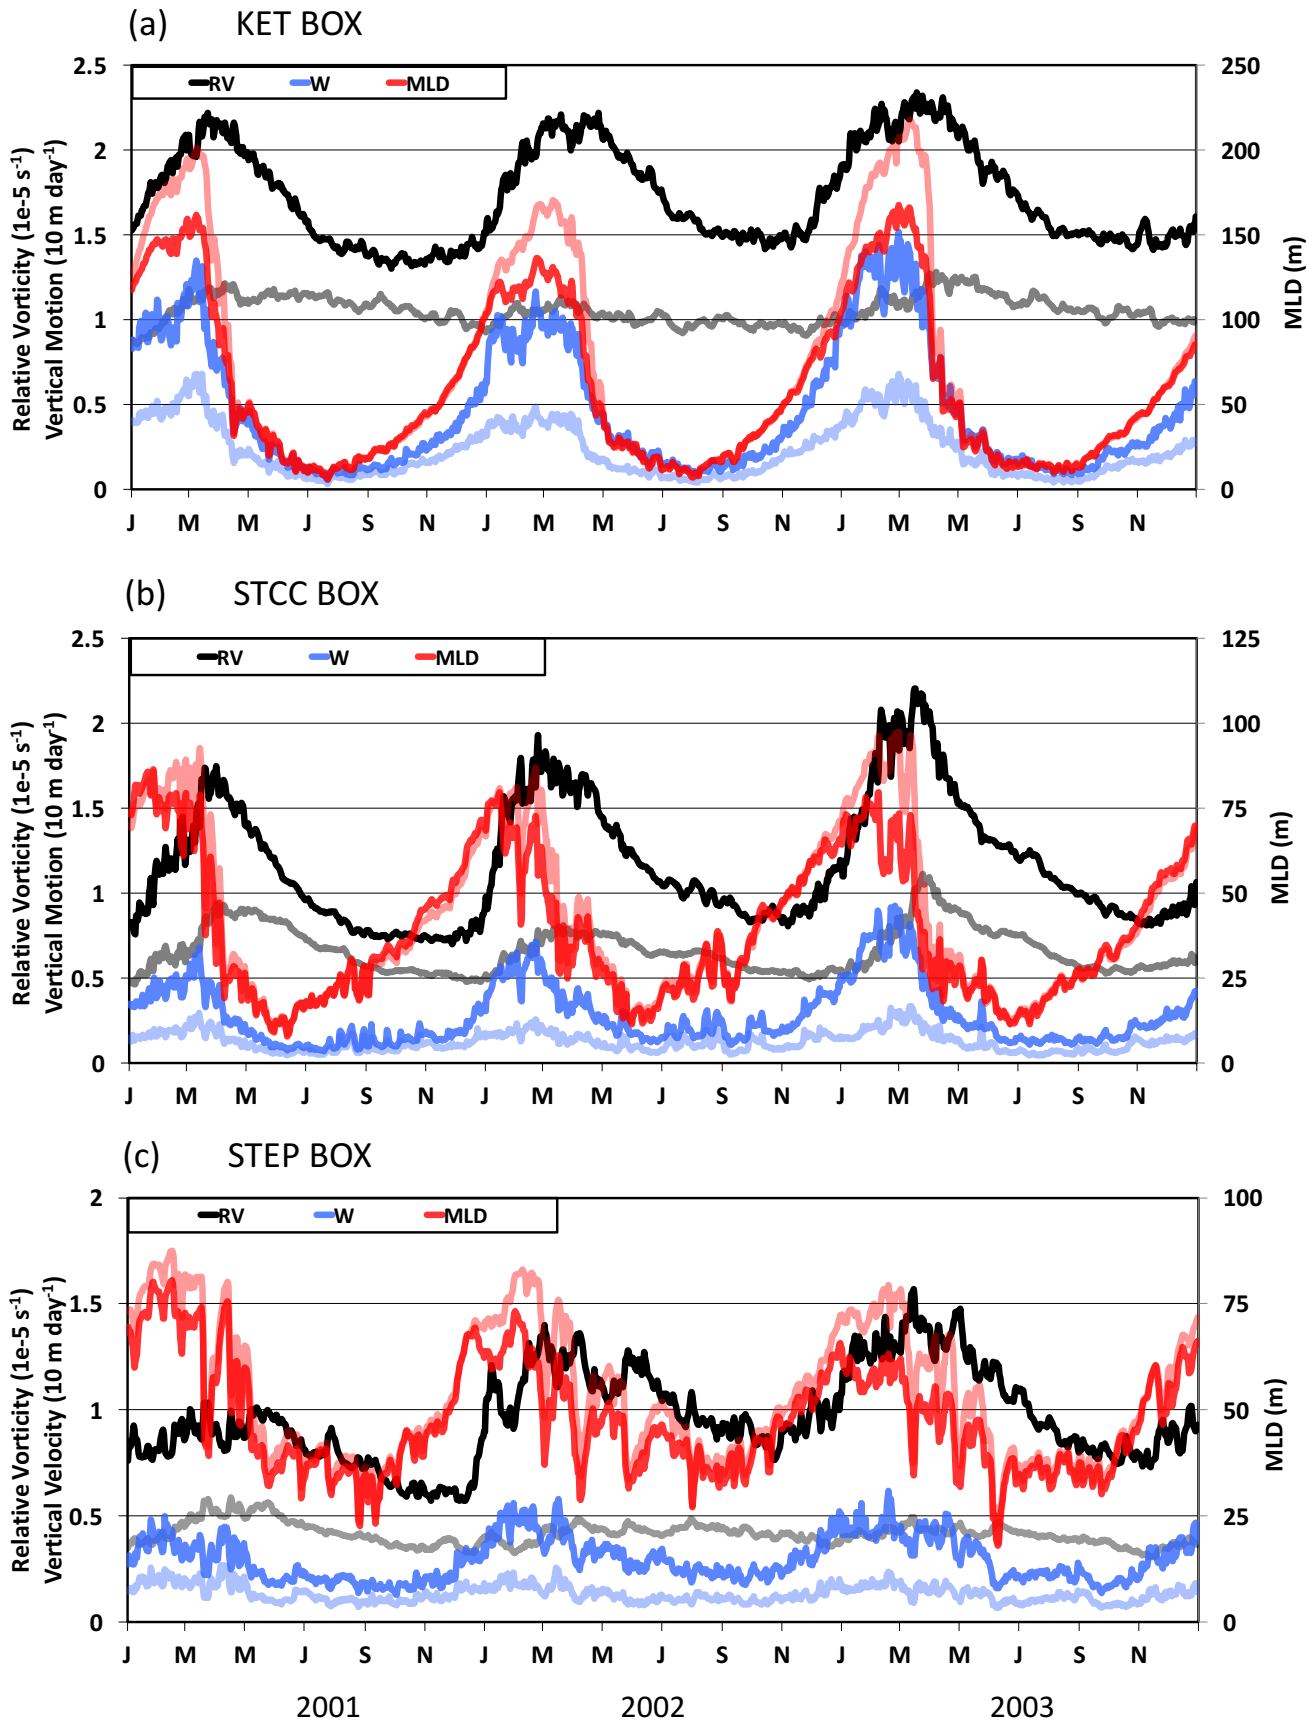 (a) KET BOX
2.5 250
RV W MLD
2 200
1.5 150
1 100
0.5 50
0 0
Relative Vorticity (1e-5 s-1)
Vertical Motion (10 m day-1)
MLD (m)
J M M J S N J M M J S N J M M J S N
(b) STCC BOX
2.5 125
RV W MLD
2 100
1.5 75
1 50
0.5 25
0 0
Relative Vorticity (1e-5 s-1)
Vertical Motion (10 m day-1)
MLD (m)
J M M J S N J M M J S N J M M J S N
(c) STEP BOX
2 100
RV W MLD
1.5 75
1 50
0.5 25
0 0
Relative Vorticity (1e-5 s-1)
Vertical Velocity (10 m day-1)
MLD (m)
J M M J S N J M M J S N J M M J S N
2001 2002 2003